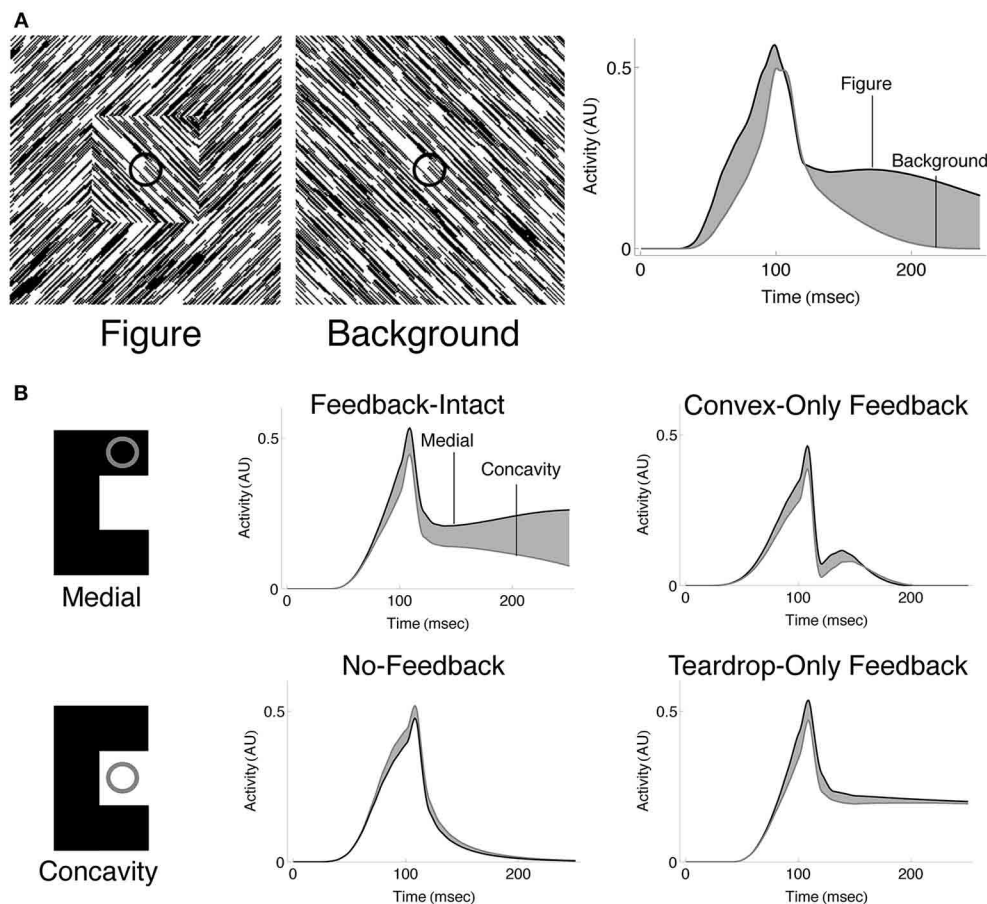 A
Figure
Background
Activity (AU)
0.5
0
Figure
Background
0
100
200
Time (msec)
B
Medial
Feedback-Intact
Activity (AU)
0.5
0
Medial
Concavity
0
100
200
Time (msec)
Convex-Only Feedback
Activity (AU)
0.5
0
0
100
200
Time (msec)
Concavity
No-Feedback
Activity (AU)
0.5
0
0
100
200
Time (msec)
Teardrop-Only Feedback
Activity (AU)
0.5
0
0
100
200
Time (msec)